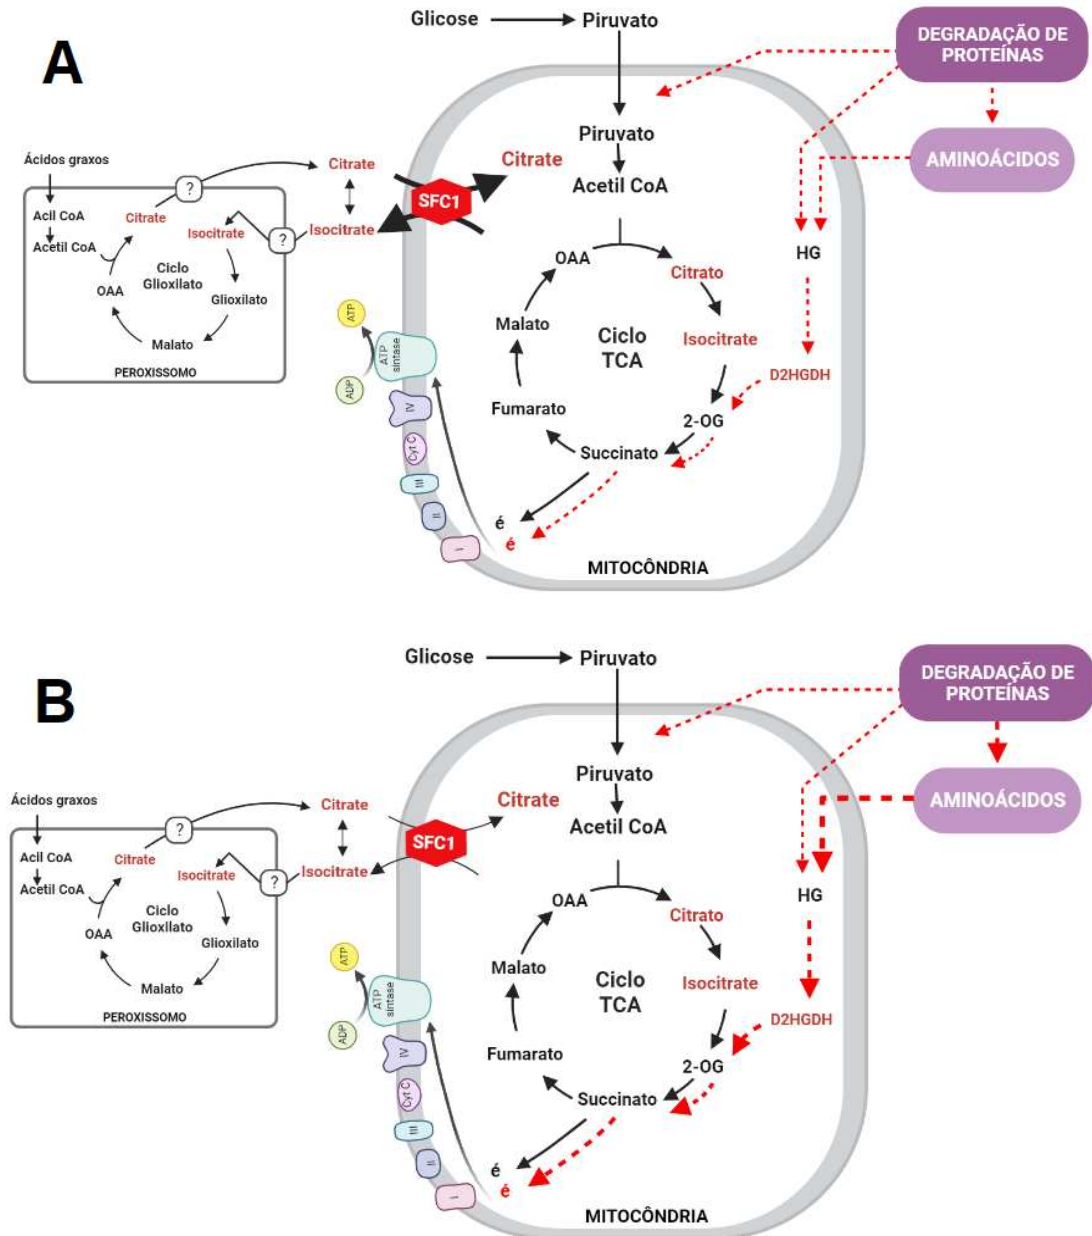 A
Glicose
Piruvato
DEGRADAÇÃO DE
PROTEÍNAS
AMINOÁCIDOS
Piruvato
Citrate
Acetil CoA
Ácidos graxos
Acil CoA
Acetil CoA
?
Citrate
Isocitrate
?
Citrate
Isocitrate
SFC1
OAA
Ciclo
Glioxilato
Glioxilato
Malato
PEROXISSOMO
OAA
Citrato
HG
Malato
Ciclo
TCA
Isocitrate
D2HGDH
Fumarato
2-OG
Succinato
ATP
ATP
sintase
ADP
IV
Cyt C
III
II
I
é
é
MITOCÔNDRIA
B
Glicose
Piruvato
DEGRADAÇÃO DE
PROTEÍNAS
AMINOÁCIDOS
Piruvato
Citrate
Acetil CoA
Ácidos graxos
Acil CoA
Acetil CoA
?
Citrate
Isocitrate
?
Citrate
Isocitrate
SFC1
OAA
Ciclo
Glioxilato
Glioxilato
Malato
PEROXISSOMO
OAA
Citrato
HG
Malato
Ciclo
TCA
Isocitrate
D2HGDH
Fumarato
2-OG
Succinato
ATP
ATP
sintase
ADP
IV
Cyt C
III
II
I
é
é
MITOCÔNDRIA